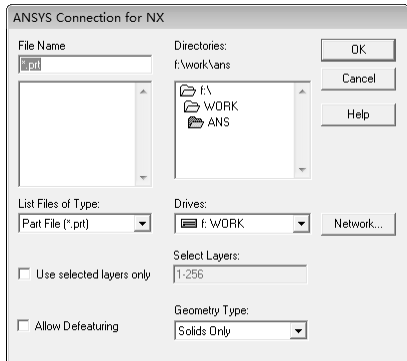 ANSYS Connection for NX
File Name
*.prt
Directories:
f:\work\ans
f:\
WORK
ANS
OK
Cancel
Help
List Files of Type:
Part File (*.prt)
Drives:
f: WORK
Network...
Use selected layers only
Select Layers:
1-256
Allow Defeaturing
Geometry Type:
Solids Only